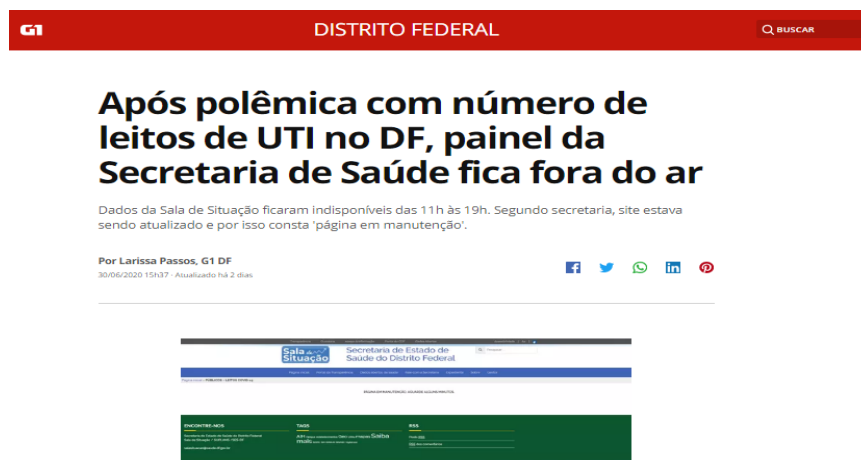 G1
DISTRITO FEDERAL
BUSCAR
Após polêmica com número de
leitos de UTI no DF, painel da
Secretaria de Saúde fica fora do ar
Dados da Sala de Situação ficaram indisponíveis das 11h às 19h. Segundo secretaria, site estava
sendo atualizado e por isso consta 'página em manutenção'.
Por Larissa Passos, G1 DF
30/06/2020 15h37 · Atualizado há 2 dias
Sala
Situação
Secretaria de Estado de
Saúde do Distrito Federal
ENCONTRE-NOS
TAGS
RSS
Saiba
mais